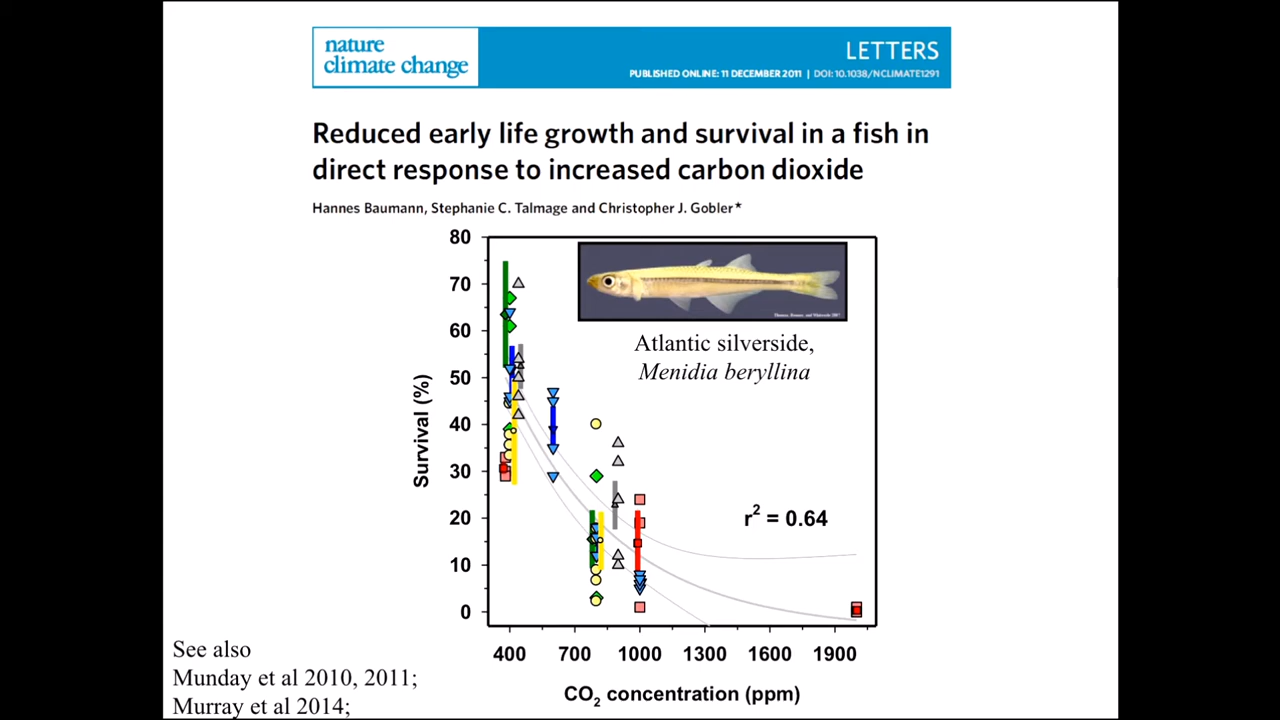 nature
climate change
LETTERS
PUBLISHED ONLINE: 11 DECEMBER 2011 | DOI: 10.1038/NCLIMATE1291
Reduced early life growth and survival in a fish in
direct response to increased carbon dioxide
Hannes Baumann, Stephanie C. Talmage and Christopher J. Gobler*
80
70
60
50
40
30
20
10
0
Survival (%)
Atlantic silverside,
Menidia beryllina
r2 = 0.64
400 700 1000 1300 1600 1900
CO2 concentration (ppm)
See also
Munday et al 2010, 2011;
Murray et al 2014;